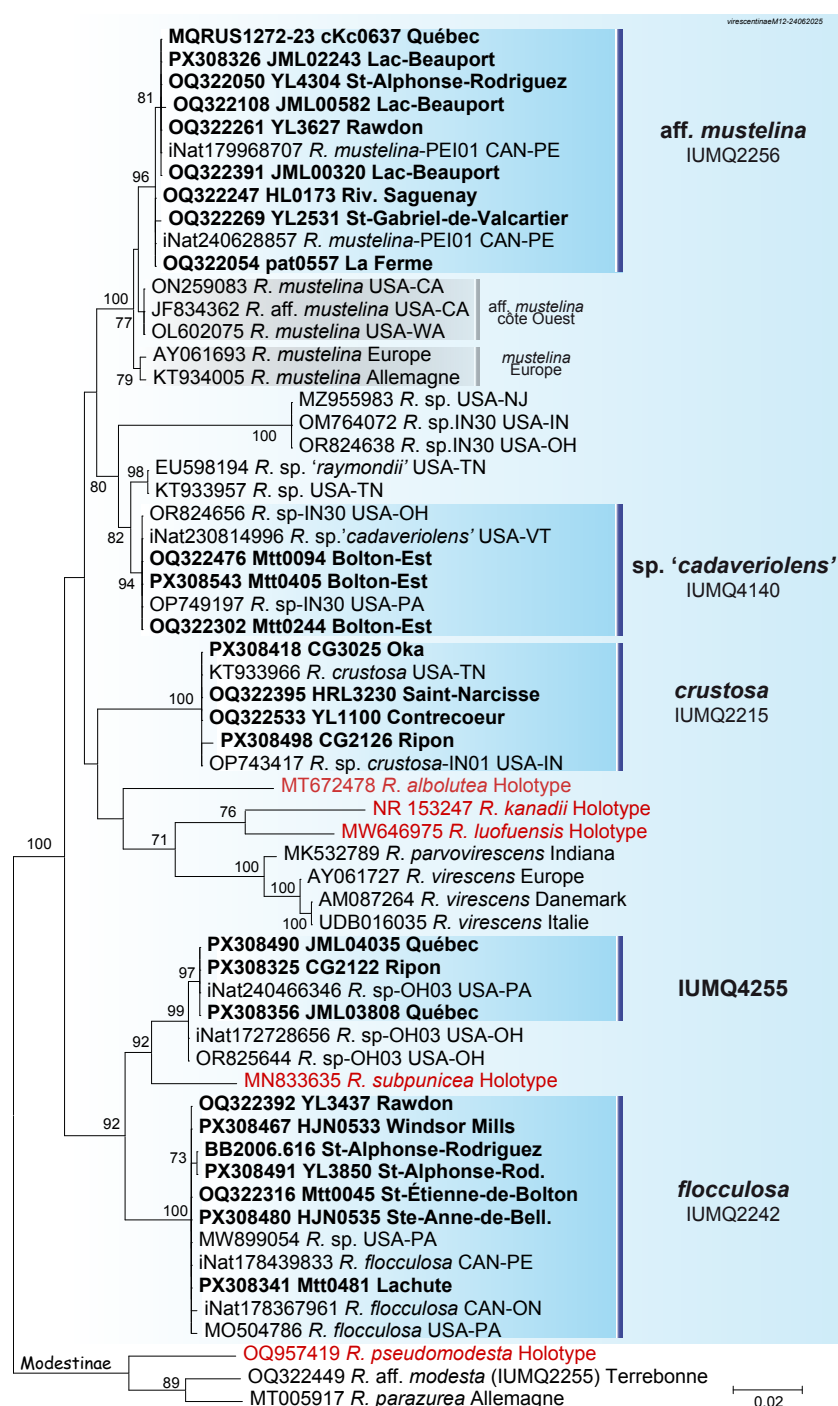 virescentinaeM12-24062025
MQRUS1272-23 cKc0637 Québec
PX308326 JML02243 Lac-Beauport
81
OQ322050 YL4304 St-Alphonse-Rodriguez
OQ322108 JML00582 Lac-Beauport
OQ322261 YL3627 Rawdon
aff. mustelina
IUMQ2256
iNat179968707 R. mustelina-PEI01 CAN-PE
OQ322391 JML00320 Lac-Beauport
96
OQ322247 HL0173 Riv. Saguenay
OQ322269 YL2531 St-Gabriel-de-Valcartier
iNat240628857 R. mustelina-PEI01 CAN-PE
OQ322054 pat0557 La Ferme
ON259083 R. mustelina USA-CA
100
JF834362 R. aff. mustelina USA-CA
aff. mustelina
côte Ouest
77
OL602075 R. mustelina USA-WA
AY061693 R. mustelina Europe
mustelina
Europe
79
KT934005 R. mustelina Allemagne
MZ955983 R. sp. USA-NJ
OM764072 R. sp.IN30 USA-IN
100
OR824638 R. sp.IN30 USA-OH
98
EU598194 R. sp. 'raymondii' USA-TN
80
KT933957 R. sp. USA-TN
OR824656 R. sp-IN30 USA-OH
82
iNat230814996 R. sp.'cadaveriolens' USA-VT
OQ322476 Mtt0094 Bolton-Est
sp. 'cadaveriolens'
IUMQ4140
94
PX308543 Mtt0405 Bolton-Est
OP749197 R. sp-IN30 USA-PA
OQ322302 Mtt0244 Bolton-Est
PX308418 CG3025 Oka
KT933966 R. crustosa USA-TN
100
OQ322395 HRL3230 Saint-Narcisse
crustosa
IUMQ2215
OQ322533 YL1100 Contrecoeur
PX308498 CG2126 Ripon
OP743417 R. sp. crustosa-IN01 USA-IN
MT672478 R. albolutea Holotype
76
NR 153247 R. kanadii Holotype
71
MW646975 R. luofuensis Holotype
100
100
MK532789 R. parvovirescens Indiana
100
AY061727 R. virescens Europe
AM087264 R. virescens Danemark
100
UDB016035 R. virescens Italie
PX308490 JML04035 Québec
97
PX308325 CG2122 Ripon
iNat240466346 R. sp-OH03 USA-PA
IUMQ4255
99
PX308356 JML03808 Québec
iNat172728656 R. sp-OH03 USA-OH
92
OR825644 R. sp-OH03 USA-OH
MN833635 R. subpunicea Holotype
92
OQ322392 YL3437 Rawdon
PX308467 HJN0533 Windsor Mills
73
BB2006.616 St-Alphonse-Rodriguez
PX308491 YL3850 St-Alphonse-Rod.
OQ322316 Mtt0045 St-Étienne-de-Bolton
flocculosa
IUMQ2242
100
PX308480 HJN0535 Ste-Anne-de-Bell.
MW899054 R. sp. USA-PA
iNat178439833 R. flocculosa CAN-PE
PX308341 Mtt0481 Lachute
iNat178367961 R. flocculosa CAN-ON
MO504786 R. flocculosa USA-PA
Modestinae
OQ957419 R. pseudomodesta Holotype
OQ322449 R. aff. modesta (IUMQ2255) Terrebonne
89
MT005917 R. parazurea Allemagne
0.02